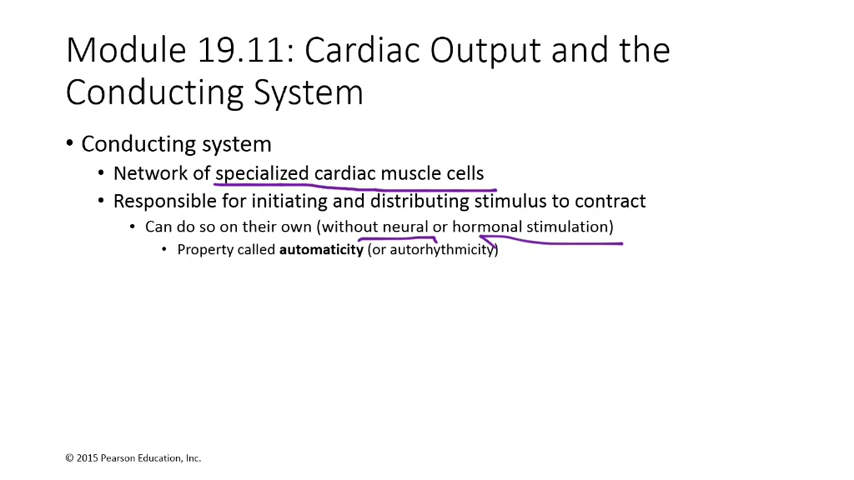 Module 19.11: Cardiac Output and the
Conducting System
• Conducting system
• Network of specialized cardiac muscle cells
• Responsible for initiating and distributing stimulus to contract
• Can do so on their own (without neural or hormonal stimulation)
• Property called automaticity (or autorhythmicity)
© 2015 Pearson Education, Inc.